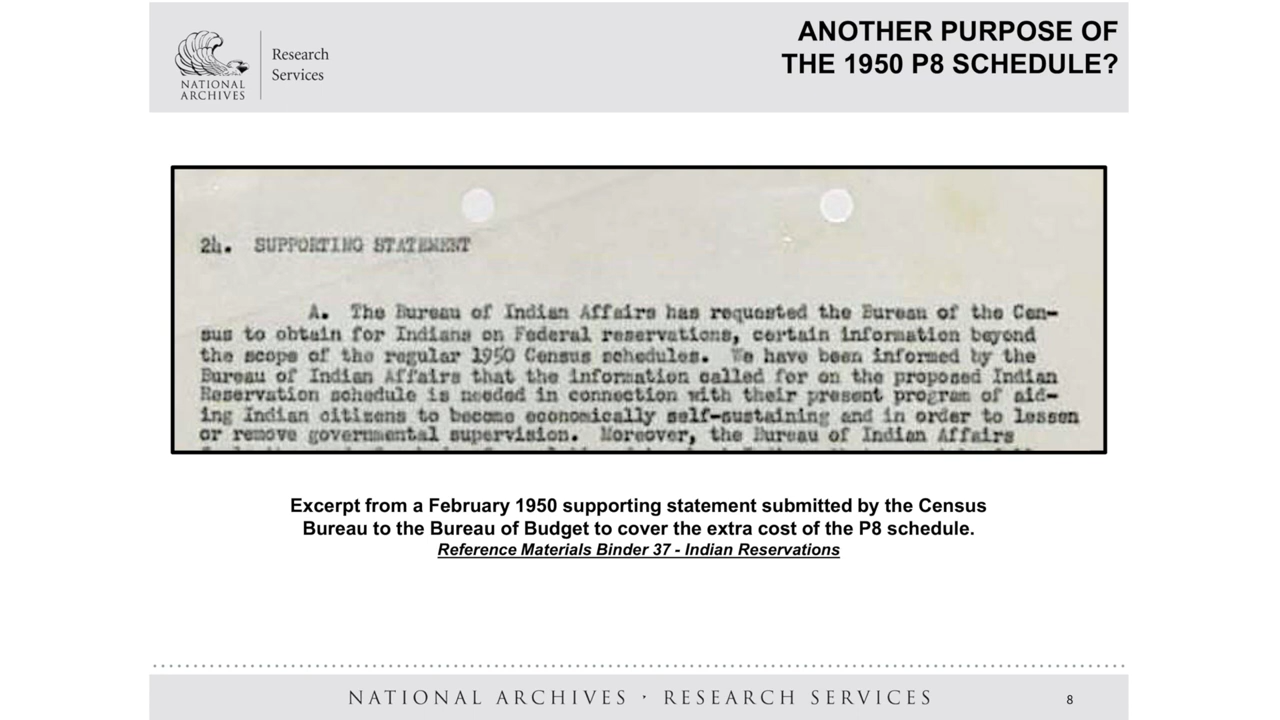 NATIONAL
ARCHIVES
Research
Services
ANOTHER PURPOSE OF
THE 1950 P8 SCHEDULE?
24. SUPPORTING STATEMENT
A. The Bureau of Indian Affairs has requested the Bureau of the Cen-
sus to obtain for Indians on Federal reservations, certain information beyond
the scope of the regular 1950 Census schedules. We have been informed by the
Bureau of Indian Affairs that the information called for on the proposed Indian
Reservation schedule is needed in connection with their present program of aid-
ing Indian citizens to become economically self-sustaining and in order to lessen
or remove governmental supervision. Moreover, the Bureau of Indian Affairs
Excerpt from a February 1950 supporting statement submitted by the Census
Bureau to the Bureau of Budget to cover the extra cost of the P8 schedule.
Reference Materials Binder 37 - Indian Reservations
NATIONAL ARCHIVES · RESEARCH SERVICES
8